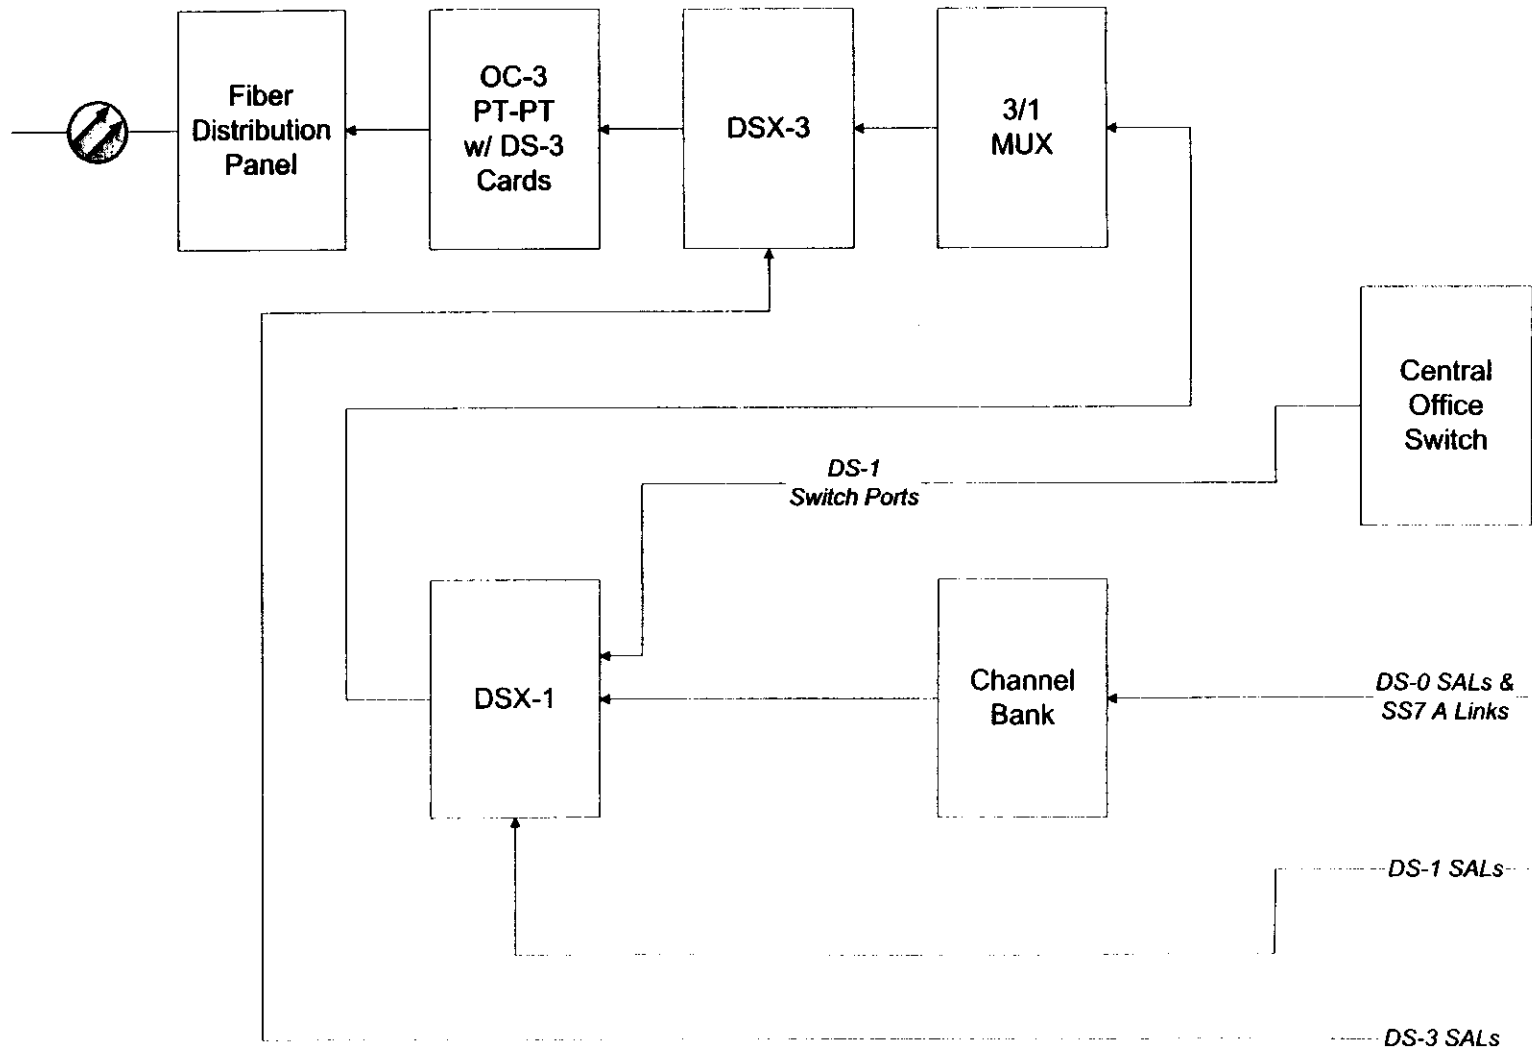 Fiber
Distribution
Panel
OC-3
PT-PT
w/ DS-3
Cards
DSX-3
3/1
MUX
Central
Office
Switch
DS-1
Switch Ports
DSX-1
Channel
Bank
DS-0 SALs &
SS7 A Links
DS-1 SALs
DS-3 SALs